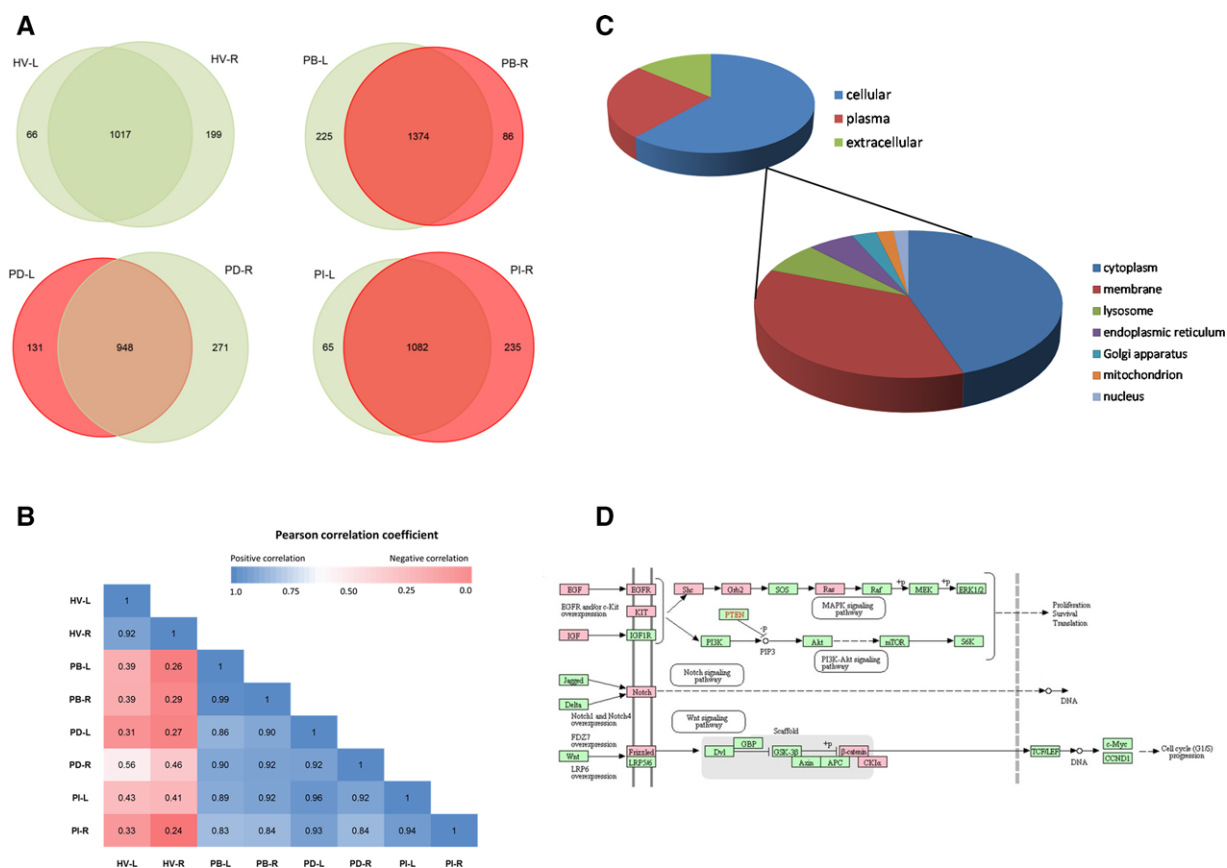 A
HV-L
HV-R
66
1017
199
PB-L
PB-R
225
1374
86
PD-L
PD-R
131
948
271
PI-L
PI-R
65
1082
235
C
cellular
plasma
extracellular
cytoplasm
membrane
lysosome
endoplasmic reticulum
Golgi apparatus
mitochondrion
nucleus
B
Pearson correlation coefficient
Positive correlation Negative correlation
1.0 0.75 0.50 0.25 0.0
HV-L 1
HV-R 0.92 1
PB-L 0.39 0.26 1
PB-R 0.39 0.29 0.99 1
PD-L 0.31 0.27 0.86 0.90 1
PD-R 0.56 0.46 0.90 0.92 0.92 1
PI-L 0.43 0.41 0.89 0.92 0.96 0.92 1
PI-R 0.33 0.24 0.83 0.84 0.93 0.84 0.94 1
HV-L HV-R PB-L PB-R PD-L PD-R PI-L PI-R
D
EGF EGFR Shc Grb2 SOS Ras Raf +p MEK +p ERK1/2
EGFR and/or c-Kit
overexpression
KIT
MAPK signaling
pathway
Proliferation
Survival
Translation
IGF IGF1R
PTEN
-p
PI3K PIP3 Akt mTOR S6K
PI3K-Akt signaling
pathway
Jagged
Delta
Notch
Notch signaling
pathway
DNA
Notch1 and Notch4
overexpression
Wnt signaling
pathway
FDZ7
overexpression
Scaffold
Wnt Frizzled
LRP5/6
LRP6
overexpression
Dvl GBP GSK-3β +p β-catenin
Axin APC CKIα
TCF/LEF
DNA
c-Myc
CCND1
Cell cycle (G1/S)
progression